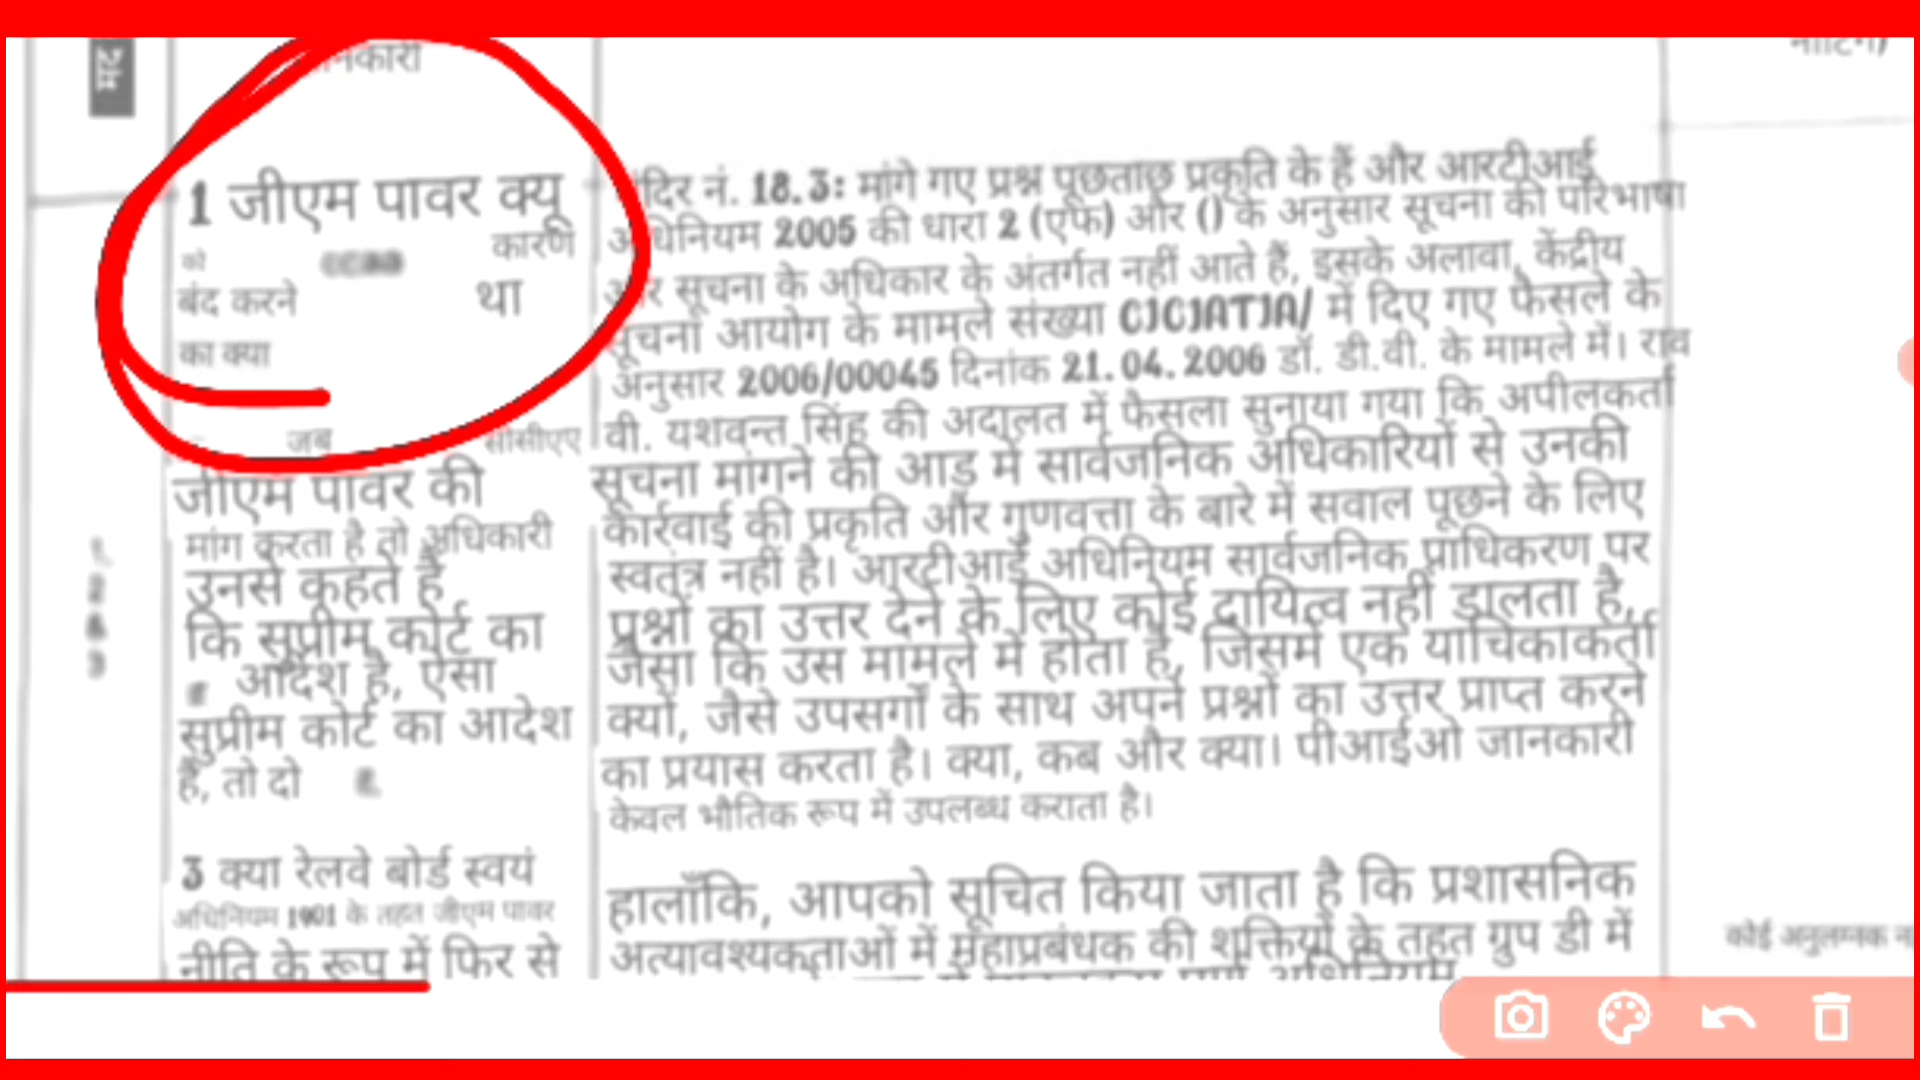 जानकारी
1 जीएम पावर क्यू
को कारण
बंद करने था
का क्या
जब सीसीएए
जीएम पावर की
मांग करता है तो अधिकारी
उनसे कहते हैं
कि सुप्रीम कोर्ट का
आदेश है, ऐसा
सुप्रीम कोर्ट का आदेश
है, तो दो
3 क्या रेलवे बोर्ड स्वयं
अधिनियम 1901 के तहत जीएम पावर
नीति के रूप में फिर से
दिर नं. 18.3: मांगे गए प्रश्न पूछताछ प्रकृति के हैं और आरटीआई
अधिनियम 2005 की धारा 2 (एफ) और () के अनुसार सूचना की परिभाषा
और सूचना के अधिकार के अंतर्गत नहीं आते हैं, इसके अलावा, केंद्रीय
सूचना आयोग के मामले संख्या CJCJATJA/ में दिए गए फैसले के
अनुसार 2006/00045 दिनांक 21.04.2006 डॉ. डी.वी. के मामले में। राव
वी. यशवन्त सिंह की अदालत में फैसला सुनाया गया कि अपीलकर्ता
सूचना मांगने की आड़ में सार्वजनिक अधिकारियों से उनकी
कार्रवाई की प्रकृति और गुणवत्ता के बारे में सवाल पूछने के लिए
स्वतंत्र नहीं है। आरटीआई अधिनियम सार्वजनिक प्राधिकरण पर
प्रश्नों का उत्तर देने के लिए कोई दायित्व नहीं डालता है,
जैसा कि उस मामले में होता है, जिसमें एक याचिकाकर्ता
क्यों, जैसे उपसर्गों के साथ अपने प्रश्नों का उत्तर प्राप्त करने
का प्रयास करता है। क्या, कब और क्या। पीआईओ जानकारी
केवल भौतिक रूप में उपलब्ध कराता है।
हालाँकि, आपको सूचित किया जाता है कि प्रशासनिक
अत्यावश्यकताओं में महाप्रबंधक की शक्तियों के तहत ग्रुप डी में
कोई अनुलग्नक